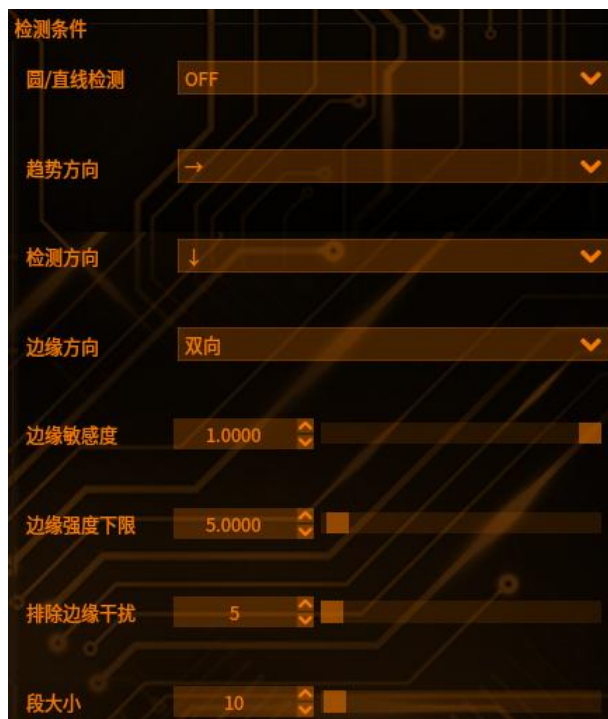 检测条件
圆/直线检测 OFF
趋势方向 →
检测方向 ↓
边缘方向 双向
边缘敏感度 1.0000
边缘强度下限 5.0000
排除边缘干扰 5
段大小 10